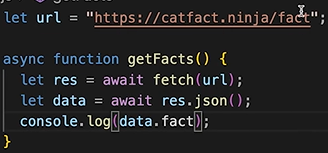 let url = "https://catfact.ninja/fact";
async function getFacts() {
let res = await fetch(url);
let data = await res.json();
console.log(data.fact);
}